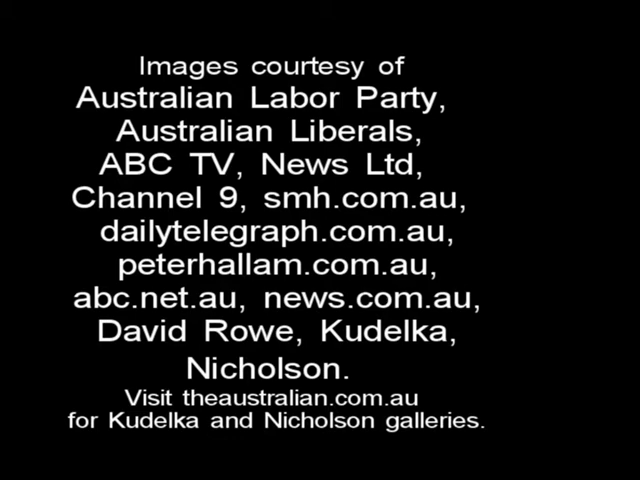 Images courtesy of
Australian Labor Party,
Australian Liberals,
ABC TV, News Ltd,
Channel 9, smh.com.au,
dailytelegraph.com.au,
peterhallam.com.au,
abc.net.au, news.com.au,
David Rowe, Kudelka,
Nicholson.
Visit theaustralian.com.au
for Kudelka and Nicholson galleries.